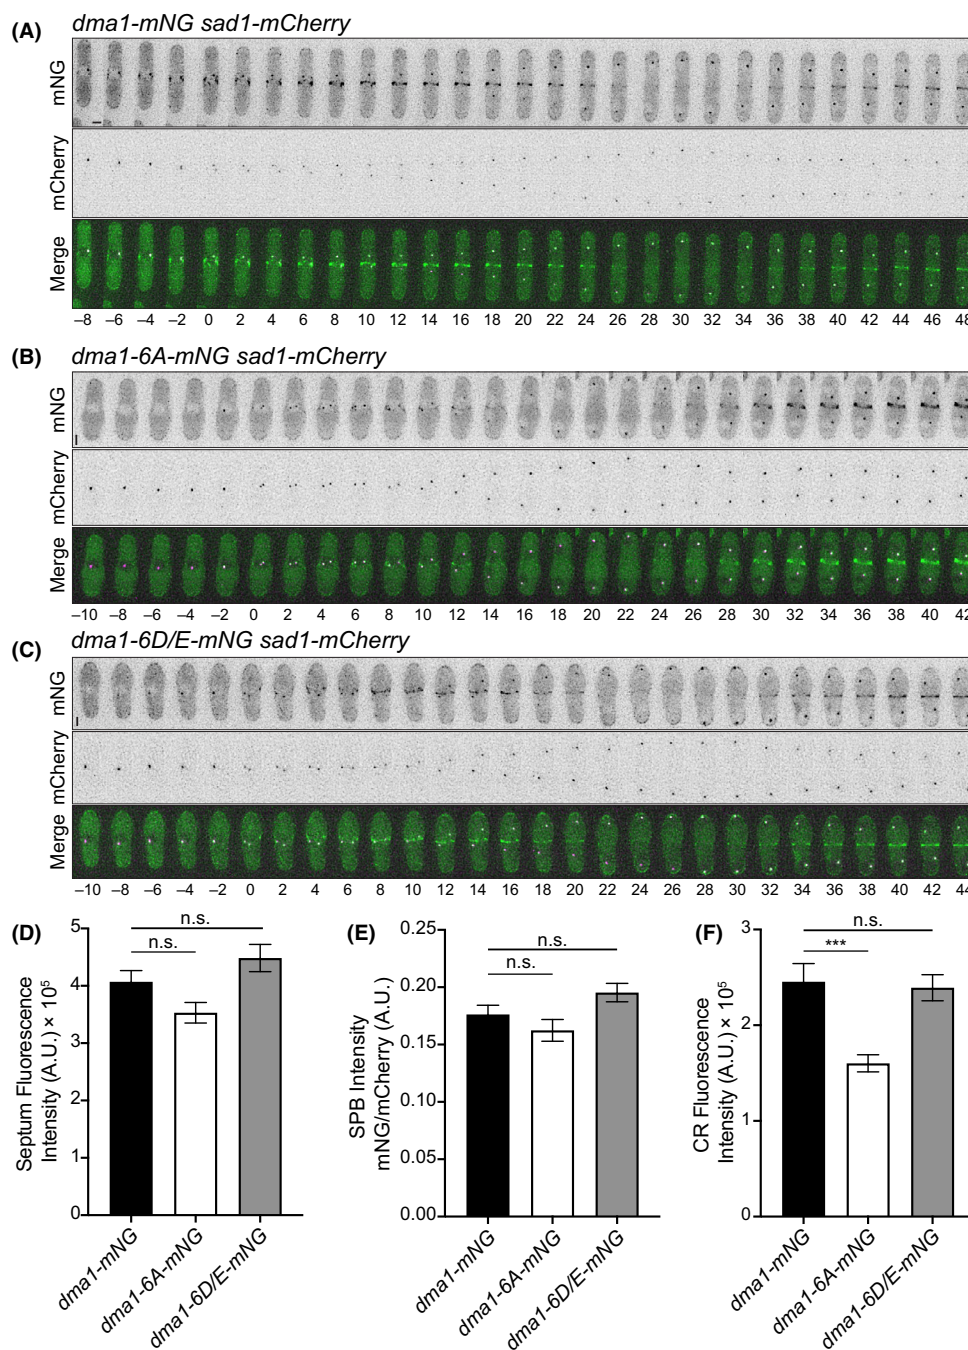 (A) dma1-mNG sad1-mCherry
mNG
mCherry
Merge
–8 –6 –4 –2 0 2 4 6 8 10 12 14 16 18 20 22 24 26 28 30 32 34 36 38 40 42 44 46 48
(B) dma1-6A-mNG sad1-mCherry
mNG
mCherry
Merge
–10 –8 –6 –4 –2 0 2 4 6 8 10 12 14 16 18 20 22 24 26 28 30 32 34 36 38 40 42
(C) dma1-6D/E-mNG sad1-mCherry
mNG
mCherry
Merge
–10 –8 –6 –4 –2 0 2 4 6 8 10 12 14 16 18 20 22 24 26 28 30 32 34 36 38 40 42 44
(D)
Septum Fluorescence
Intensity (A.U.) × 10⁵
5
4
3
2
1
0
n.s.
n.s.
dma1-mNG
dma1-6A-mNG
dma1-6D/E-mNG
(E)
SPB Intensity
mNG/mCherry (A.U.)
0.25
0.20
0.15
0.10
0.05
0.00
n.s.
n.s.
dma1-mNG
dma1-6A-mNG
dma1-6D/E-mNG
(F)
CR Fluorescence
Intensity (A.U.) × 10⁵
3
2
1
0
n.s.
***
dma1-mNG
dma1-6A-mNG
dma1-6D/E-mNG